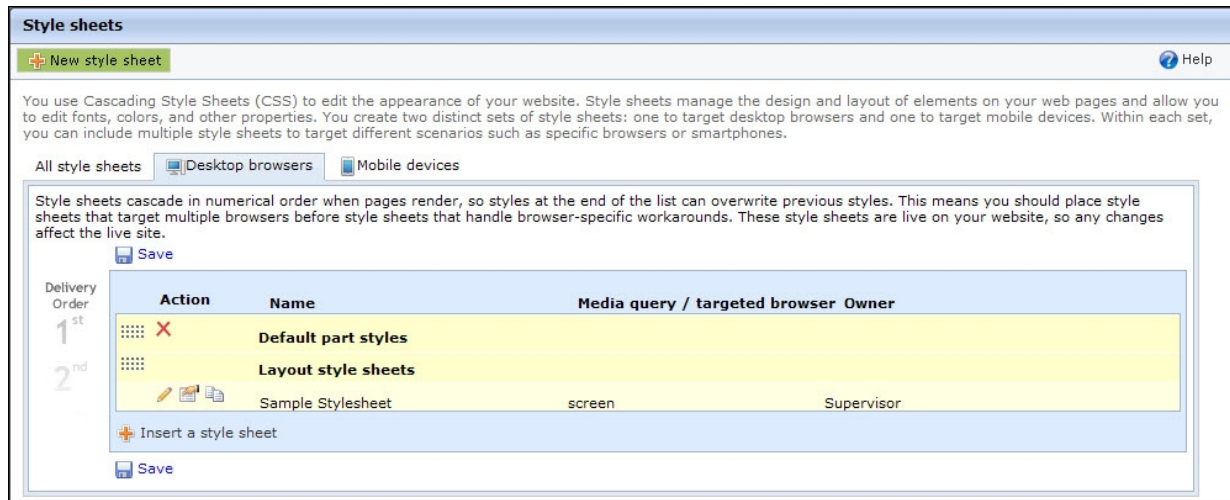 Style sheets
New style sheet
Help
You use Cascading Style Sheets (CSS) to edit the appearance of your website. Style sheets manage the design and layout of elements on your web pages and allow you
to edit fonts, colors, and other properties. You create two distinct sets of style sheets: one to target desktop browsers and one to target mobile devices. Within each set,
you can include multiple style sheets to target different scenarios such as specific browsers or smartphones.
All style sheets Desktop browsers Mobile devices
Style sheets cascade in numerical order when pages render, so styles at the end of the list can overwrite previous styles. This means you should place style
sheets that target multiple browsers before style sheets that handle browser-specific workarounds. These style sheets are live on your website, so any changes
affect the live site.
Save
Delivery
Order
Action Name Media query / targeted browser Owner
1st
Default part styles
2nd
Layout style sheets
Sample Stylesheet screen Supervisor
Insert a style sheet
Save